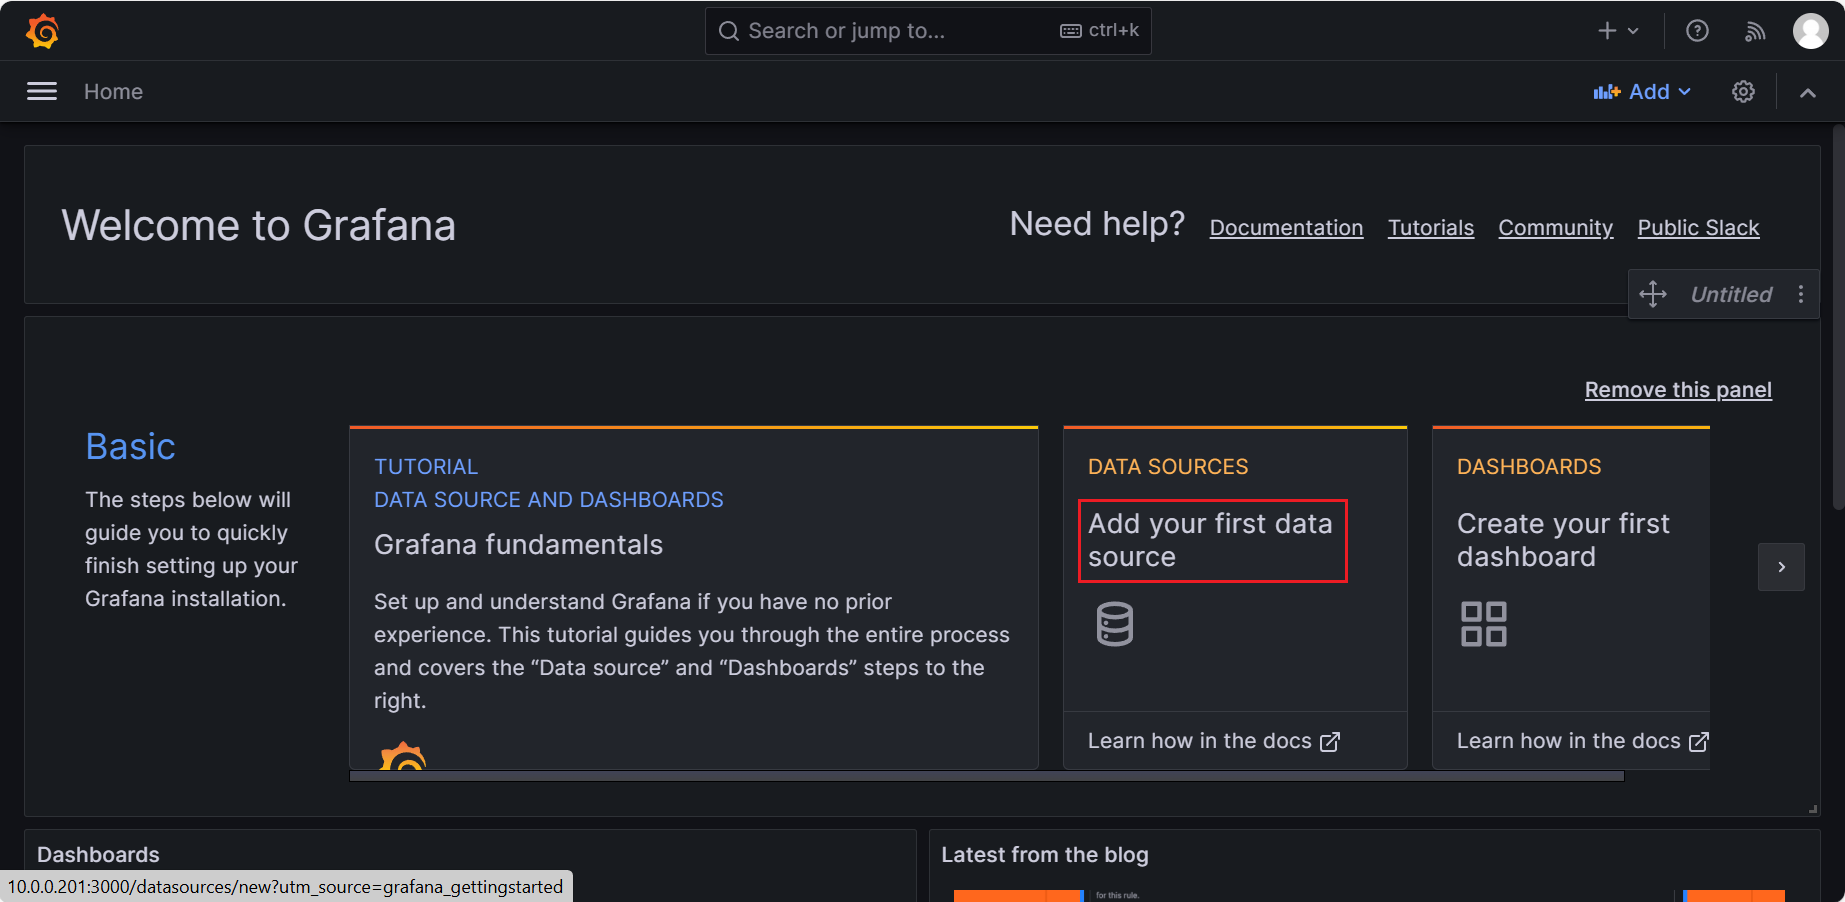 Search or jump to...
ctrl+k
Home
Add
Welcome to Grafana
Need help?
Documentation
Tutorials
Community
Public Slack
Untitled
Remove this panel
Basic
The steps below will
guide you to quickly
finish setting up your
Grafana installation.
TUTORIAL
DATA SOURCE AND DASHBOARDS
Grafana fundamentals
Set up and understand Grafana if you have no prior
experience. This tutorial guides you through the entire process
and covers the “Data source” and “Dashboards” steps to the
right.
DATA SOURCES
Add your first data
source
Learn how in the docs
DASHBOARDS
Create your first
dashboard
Learn how in the docs
Dashboards
Latest from the blog
for this rule.
10.0.0.201:3000/datasources/new?utm_source=grafana_gettingstarted